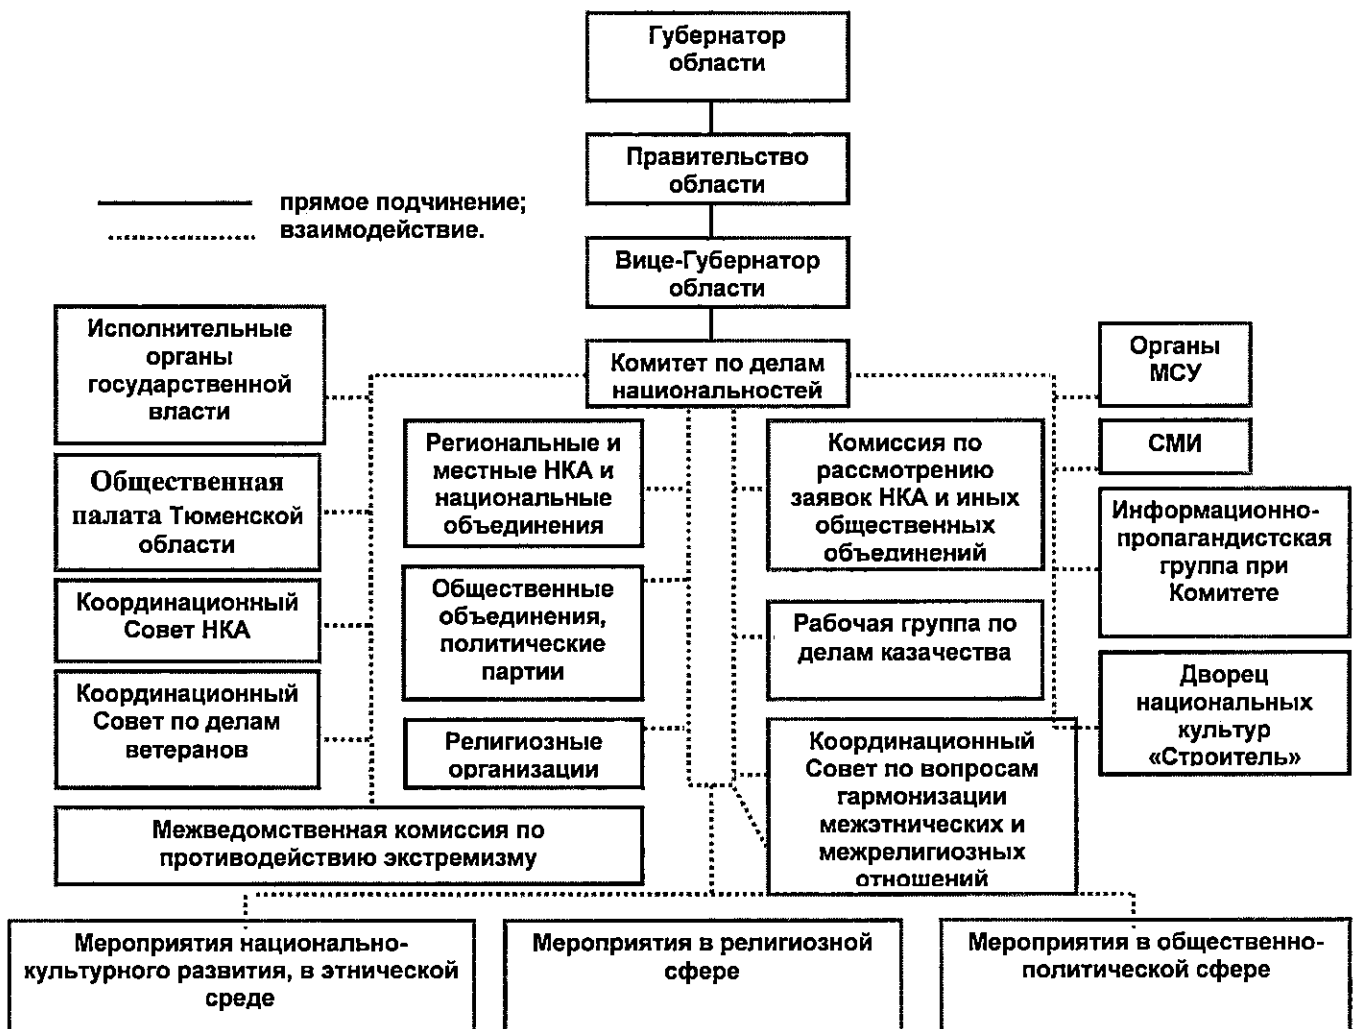 Губернатор
области
Правительство
области
прямое подчинение;
взаимодействие.
Вице-Губернатор
области
Комитет по делам
национальностей
Исполнительные
органы
государственной
власти
Общественная
палата Тюменской
области
Координационный
Совет НКА
Координационный
Совет по делам
ветеранов
Межведомственная комиссия по
противодействию экстремизму
Региональные и
местные НКА и
национальные
объединения
Общественные
объединения,
политические
партии
Религиозные
организации
Комиссия по
рассмотрению
заявок НКА и иных
общественных
объединений
Рабочая группа по
делам казачества
Координационный
Совет по вопросам
гармонизации
межэтнических и
межрелигиозных
отношений
Органы
МСУ
СМИ
Информационно-
пропагандистская
группа при
Комитете
Дворец
национальных
культур
«Строитель»
Мероприятия национально-
культурного развития, в этнической
среде
Мероприятия в религиозной
сфере
Мероприятия в общественно-
политической сфере